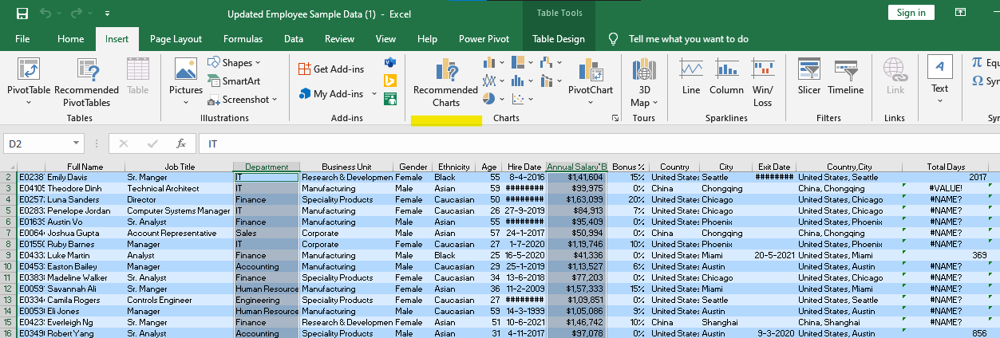 Updated Employee Sample Data (1) - Excel
Table Tools
Sign in
File Home Insert Page Layout Formulas Data Review View Help Power Pivot Table Design Tell me what you want to do
PivotTable Recommended PivotTables Table
Tables
Pictures Shapes SmartArt Screenshot
Illustrations
Get Add-ins
My Add-ins
Add-ins
Recommended Charts PivotChart
Charts
3D Map
Tours
Line Column Win/Loss
Sparklines
Slicer Timeline
Filters
Link
Links
A
Text
π Equ
Ω Sym
Syr
D2 fx IT
Full Name Job Title Department Business Unit Gender Ethnicity Age Hire Date Annual Salary*B Bonus % Country City Exit Date Country,City Total Days
2 E0238 Emily Davis Sr. Manger IT Research & Developmen Female Black 55 8-4-2016 $1,41,604 15% United State: Seattle ######## United States, Seattle 2017
3 E0410 Theodore Dinh Technical Architect IT Manufacturing Male Asian 59 ######## $99,975 0% China Chongqing China, Chongqing #VALUE!
4 E0257 Luna Sanders Director Finance Speciality Products Female Caucasian 50 ######## $1,63,099 20% United State: Chicago United States, Chicago #NAME?
5 E0283 Penelope Jordan Computer Systems Manager IT Manufacturing Female Caucasian 26 27-9-2019 $84,913 7% United State: Chicago United States, Chicago #NAME?
6 E0163 Austin Vo Sr. Analyst Finance Manufacturing Male Asian 55 ######## $95,409 0% United State: Phoenix United States, Phoenix #NAME?
7 E0064 Joshua Gupta Account Representative Sales Corporate Male Asian 57 24-1-2017 $50,994 0% China Chongqing China, Chongqing #NAME?
8 E0155 Ruby Barnes Manager IT Corporate Female Caucasian 27 1-7-2020 $1,19,746 10% United State: Phoenix United States, Phoenix #NAME?
9 E0433 Luke Martin Analyst Finance Manufacturing Male Black 25 16-5-2020 $41,336 0% United State: Miami 20-5-2021 United States, Miami 369
10 E0453 Easton Bailey Manager Accounting Manufacturing Male Caucasian 29 25-1-2019 $1,13,527 6% United State: Austin United States, Austin #NAME?
11 E0383 Madeline Walker Sr. Analyst Finance Speciality Products Female Caucasian 34 13-6-2018 $77,203 0% United State: Chicago United States, Chicago #NAME?
12 E0059 Savannah Ali Sr. Manger Human Resource Manufacturing Female Asian 36 11-2-2009 $1,57,333 15% United State: Miami United States, Miami #NAME?
13 E0334 Camila Rogers Controls Engineer Engineering Speciality Products Female Caucasian 27 ######## $1,09,851 0% United State: Seattle United States, Seattle #NAME?
14 E0053 Eli Jones Manager Human Resource Manufacturing Male Caucasian 59 14-3-1999 $1,05,086 9% United State: Austin United States, Austin #NAME?
15 E0423 Everleigh Ng Sr. Manger Finance Research & Developmen Female Asian 51 10-6-2021 $1,46,742 10% China Shanghai China, Shanghai #NAME?
16 E0349 Robert Yang Sr. Analyst Accounting Speciality Products Male Asian 31 4-11-2017 $97,078 0% United State: Austin 9-3-2020 United States, Austin 856